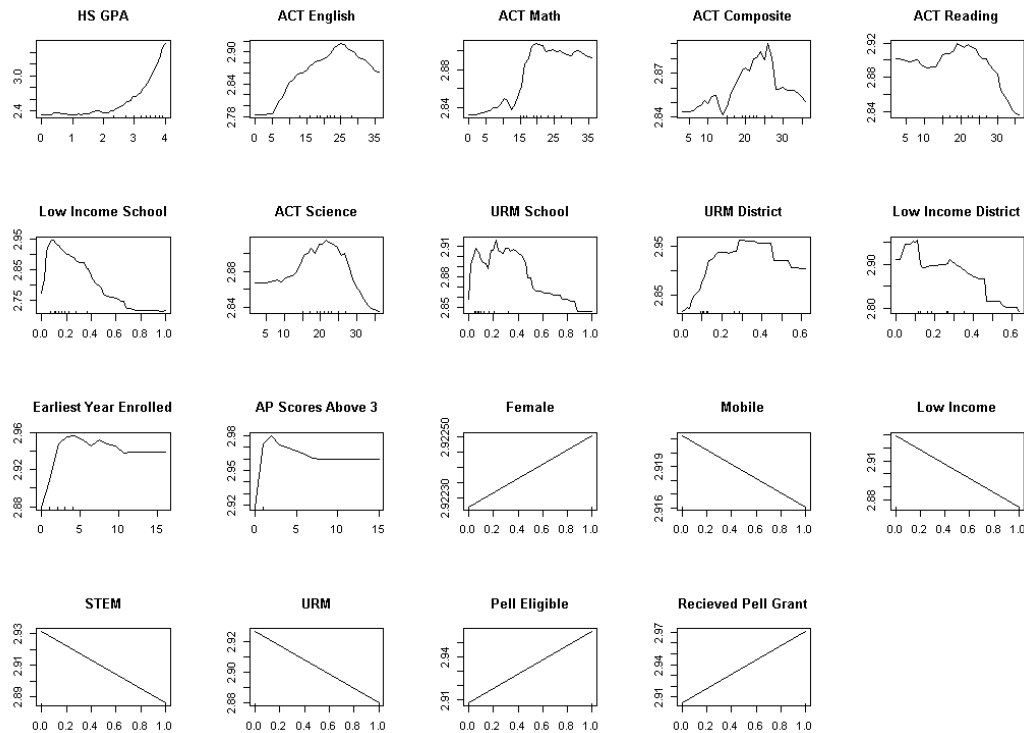 HS GPA
ACT English
ACT Math
ACT Composite
ACT Reading
2.4 3.0
2.78 2.84 2.90
2.84 2.88
2.84 2.87
2.84 2.88 2.92
0 1 2 3 4
0 5 15 25 35
0 5 15 25 35
5 10 20 30
5 10 20 30
Low Income School
ACT Science
URM School
URM District
Low Income District
2.75 2.85 2.95
2.84 2.88
2.85 2.87 2.89 2.91
2.85 2.95
2.80 2.90
0.0 0.2 0.4 0.6 0.8 1.0
5 10 20 30
0.0 0.2 0.4 0.6 0.8 1.0
0.0 0.2 0.4 0.6
0.0 0.2 0.4 0.6
Earliest Year Enrolled
AP Scores Above 3
Female
Mobile
Low Income
2.88 2.92 2.96
2.92 2.95 2.98
2.92230 2.92250
2.916 2.919
2.88 2.91
0 5 10 15
0 5 10 15
0.0 0.2 0.4 0.6 0.8 1.0
0.0 0.2 0.4 0.6 0.8 1.0
0.0 0.2 0.4 0.6 0.8 1.0
STEM
URM
Pell Eligible
Recieved Pell Grant
2.89 2.91 2.93
2.88 2.90 2.92
2.91 2.94
2.91 2.94 2.97
0.0 0.2 0.4 0.6 0.8 1.0
0.0 0.2 0.4 0.6 0.8 1.0
0.0 0.2 0.4 0.6 0.8 1.0
0.0 0.2 0.4 0.6 0.8 1.0